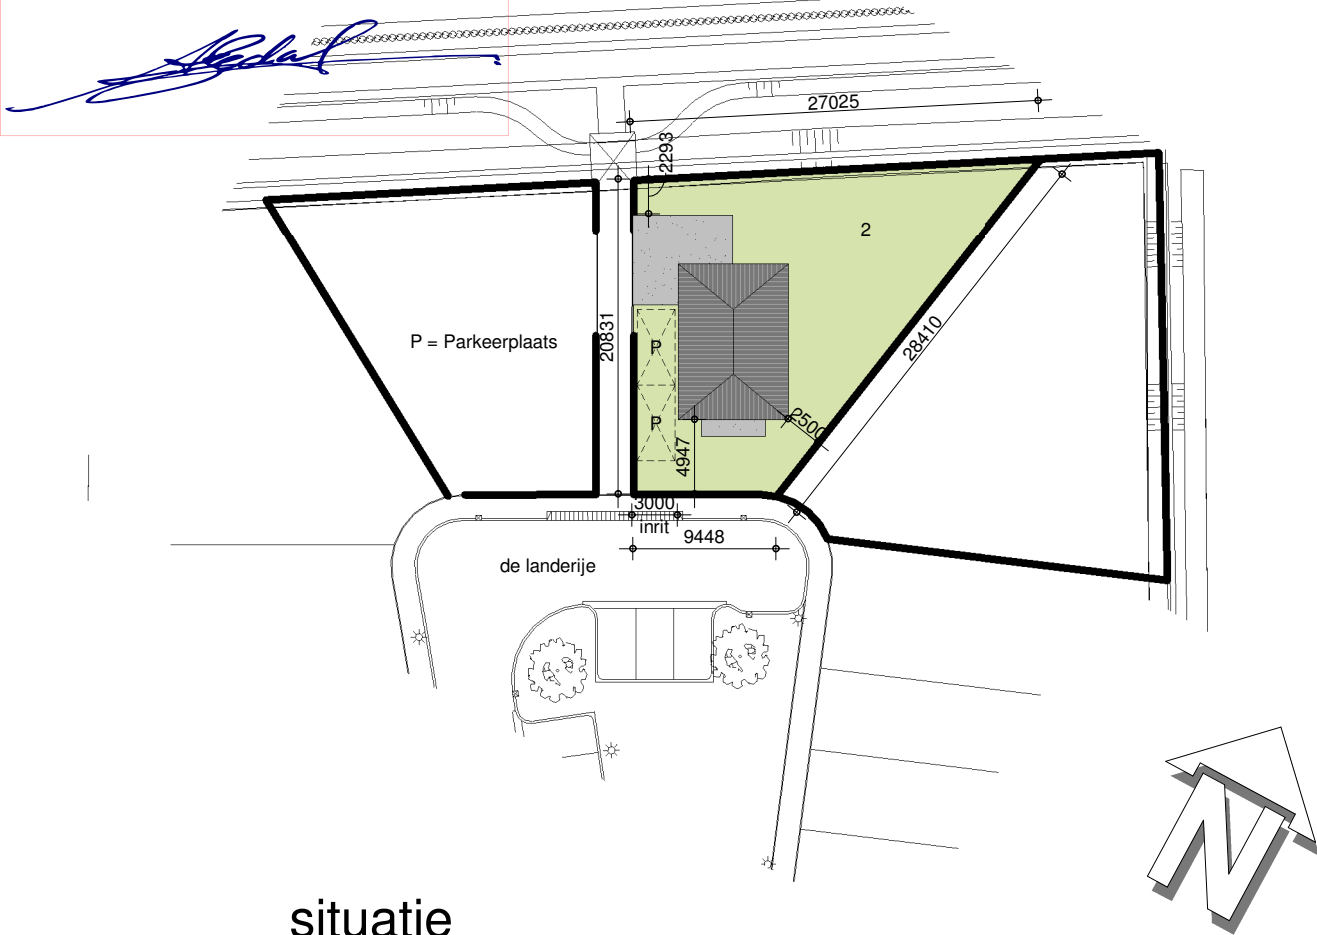 27025
2293
2
P = Parkeerplaats
20831
P
28410
P
2500
4947
3000
inrit
9448
de landerije
N
situatie